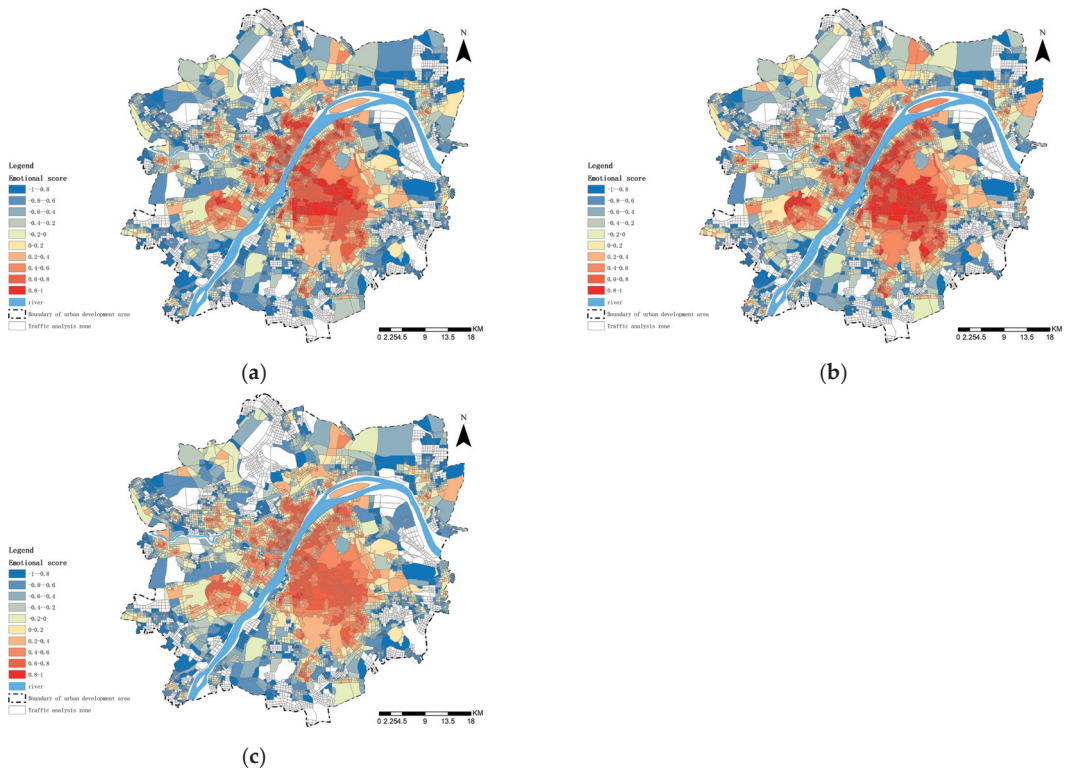 N
Legend
Emotional score
-1--0.8
-0.8--0.6
-0.6--0.4
-0.4--0.2
-0.2-0
0-0.2
0.2-0.4
0.4-0.6
0.6-0.8
0.8-1
river
Boundary of urban development area
Traffic analysis zone
KM
0 2.254.5 9 13.5 18
(a)
N
Legend
Emotional score
-1--0.8
-0.8--0.6
-0.6--0.4
-0.4--0.2
-0.2-0
0-0.2
0.2-0.4
0.4-0.6
0.6-0.8
0.8-1
river
Boundary of urban development area
Traffic analysis zone
KM
0 2.254.5 9 13.5 18
(b)
N
Legend
Emotional score
-1--0.8
-0.8--0.6
-0.6--0.4
-0.4--0.2
-0.2-0
0-0.2
0.2-0.4
0.4-0.6
0.6-0.8
0.8-1
river
Boundary of urban development area
Traffic analysis zone
KM
0 2.254.5 9 13.5 18
(c)